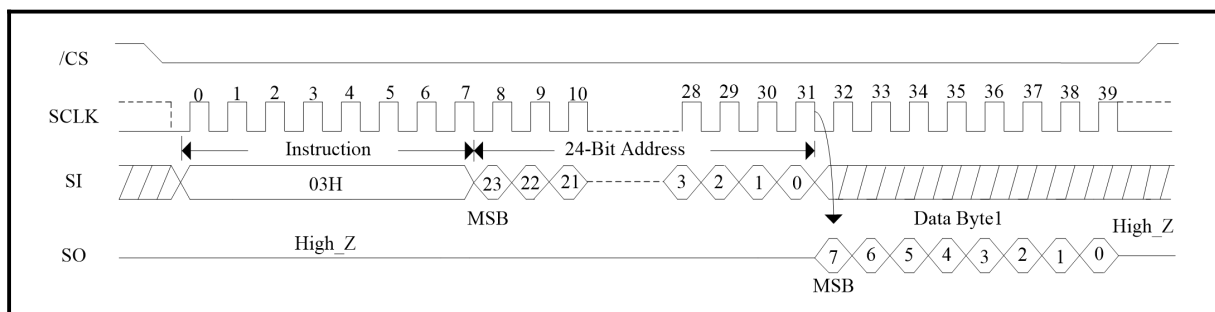 /CS
0 1 2 3 4 5 6 7 8 9 10 28 29 30 31 32 33 34 35 36 37 38 39
SCLK
Instruction 24-Bit Address
SI 03H 23 22 21 3 2 1 0
MSB Data Byte1
High_Z High_Z
SO 7 6 5 4 3 2 1 0
MSB